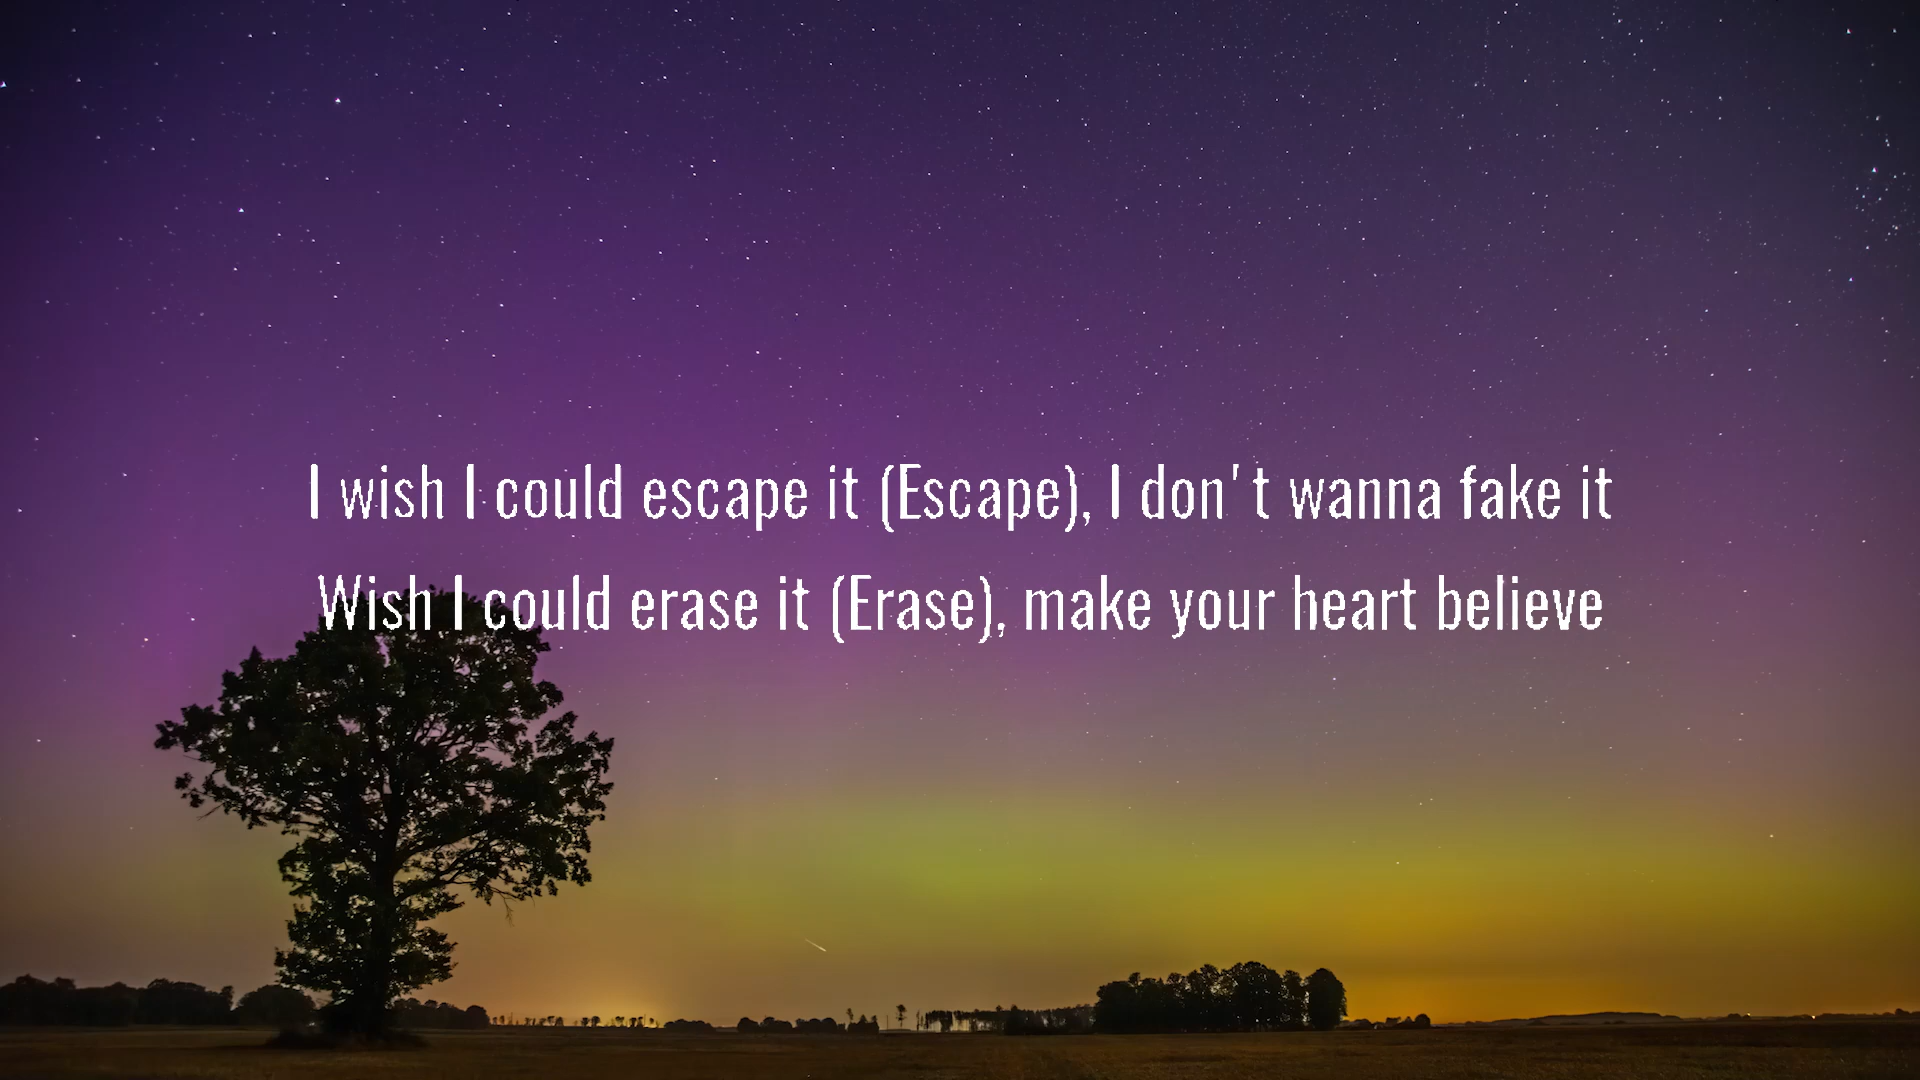 I wish I could escape it (Escape), I don't wanna fake it
Wish I could erase it (Erase), make your heart believe